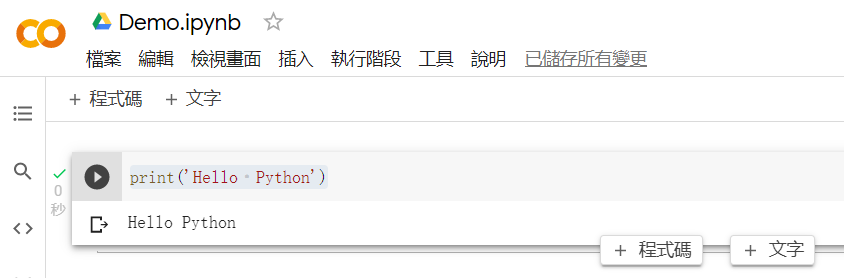 Demo.ipynb
檔案 編輯 檢視畫面 插入 執行階段 工具 說明 已儲存所有變更
+ 程式碼 + 文字
print('Hello Python')
0
秒
Hello Python
+ 程式碼 + 文字